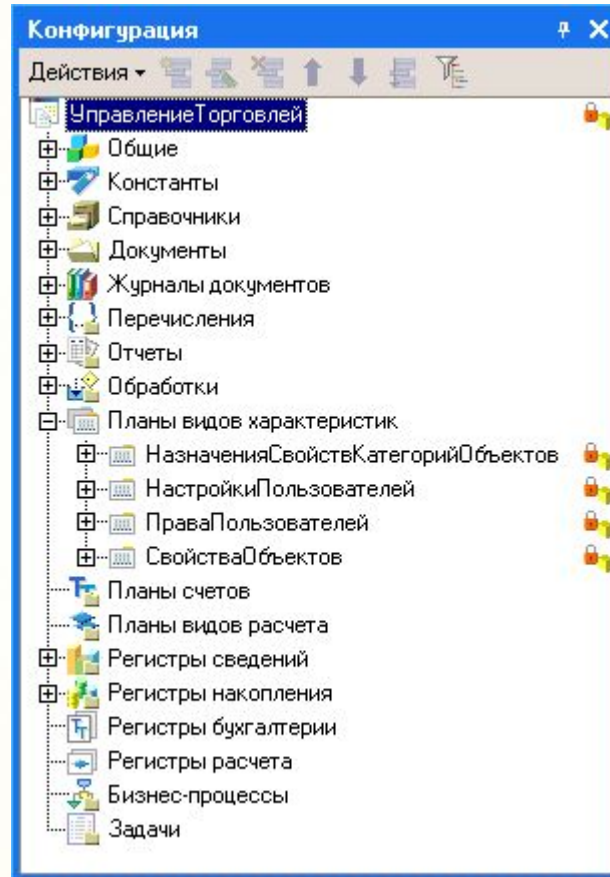 Конфигурация
Действия
УправлениеТорговлей
Общие
Константы
Справочники
Документы
Журналы документов
Перечисления
Отчеты
Обработки
Планы видов характеристик
НазначенияСвойствКатегорийОбъектов
НастройкиПользователей
ПраваПользователей
СвойстваОбъектов
Планы счетов
Планы видов расчета
Регистры сведений
Регистры накопления
Регистры бухгалтерии
Регистры расчета
Бизнес-процессы
Задачи